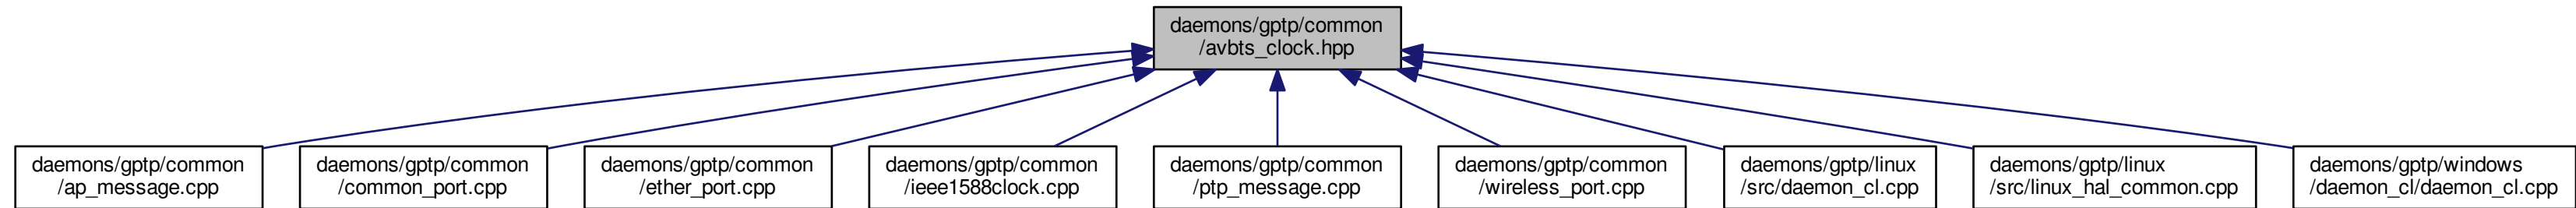 daemons/gptp/common
/avbts_clock.hpp
daemons/gptp/common
/ap_message.cpp
daemons/gptp/common
/common_port.cpp
daemons/gptp/common
/ether_port.cpp
daemons/gptp/common
/ieee1588clock.cpp
daemons/gptp/common
/ptp_message.cpp
daemons/gptp/common
/wireless_port.cpp
daemons/gptp/linux
/src/daemon_cl.cpp
daemons/gptp/linux
/src/linux_hal_common.cpp
daemons/gptp/windows
/daemon_cl/daemon_cl.cpp